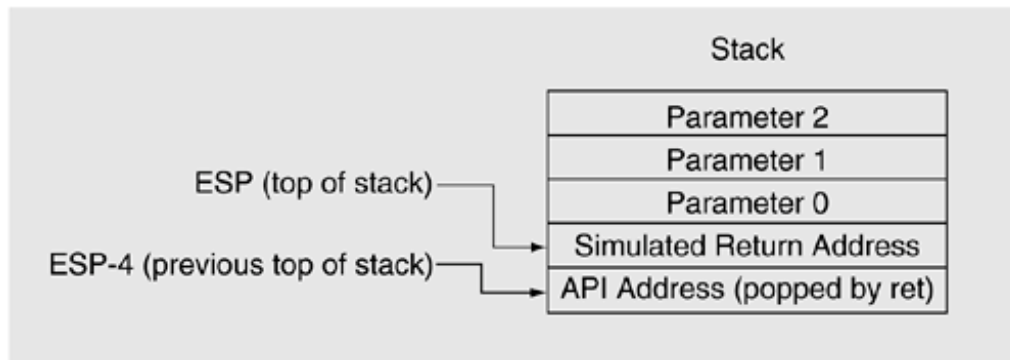 Stack
Parameter 2
Parameter 1
ESP (top of stack)
Parameter 0
Simulated Return Address
ESP-4 (previous top of stack)
API Address (popped by ret)